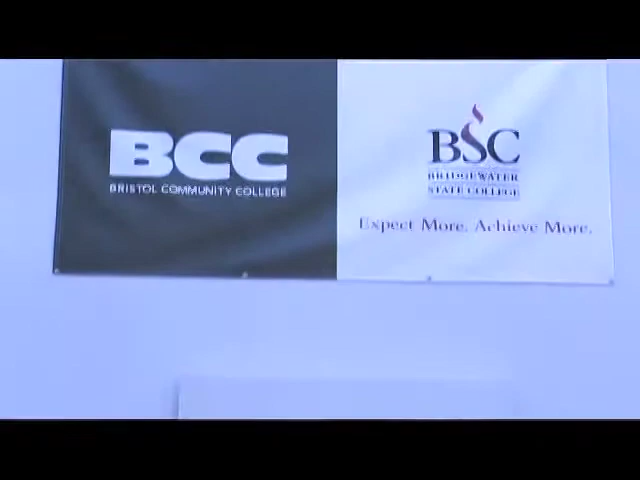 BCC
BRISTOL COMMUNITY COLLEGE
BSC
BRIDGEWATER
STATE COLLEGE
Expect More. Achieve More.